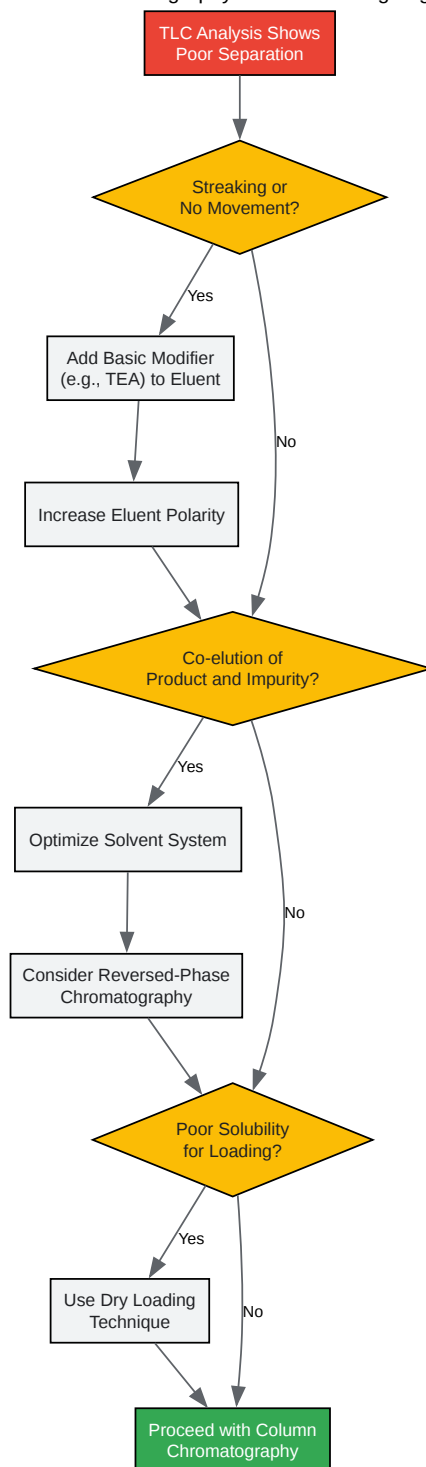 TLC Analysis Shows
Poor Separation
Streaking or
No Movement?
Yes
Add Basic Modifier
(e.g., TEA) to Eluent
No
Increase Eluent Polarity
Co-elution of
Product and Impurity?
Yes
Optimize Solvent System
No
Consider Reversed-Phase
Chromatography
Poor Solubility
for Loading?
Yes
Use Dry Loading
Technique
No
Proceed with Column
Chromatography